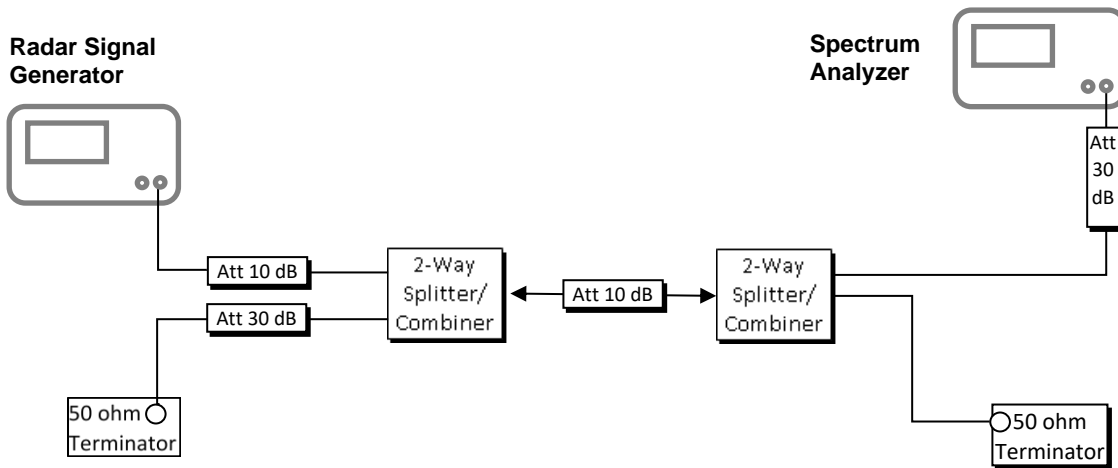 Radar Signal
Generator
Spectrum
Analyzer
Att
30
dB
Att 10 dB
2-Way
Splitter/
Combiner
Att 10 dB
2-Way
Splitter/
Combiner
Att 30 dB
50 ohm
Terminator
50 ohm
Terminator